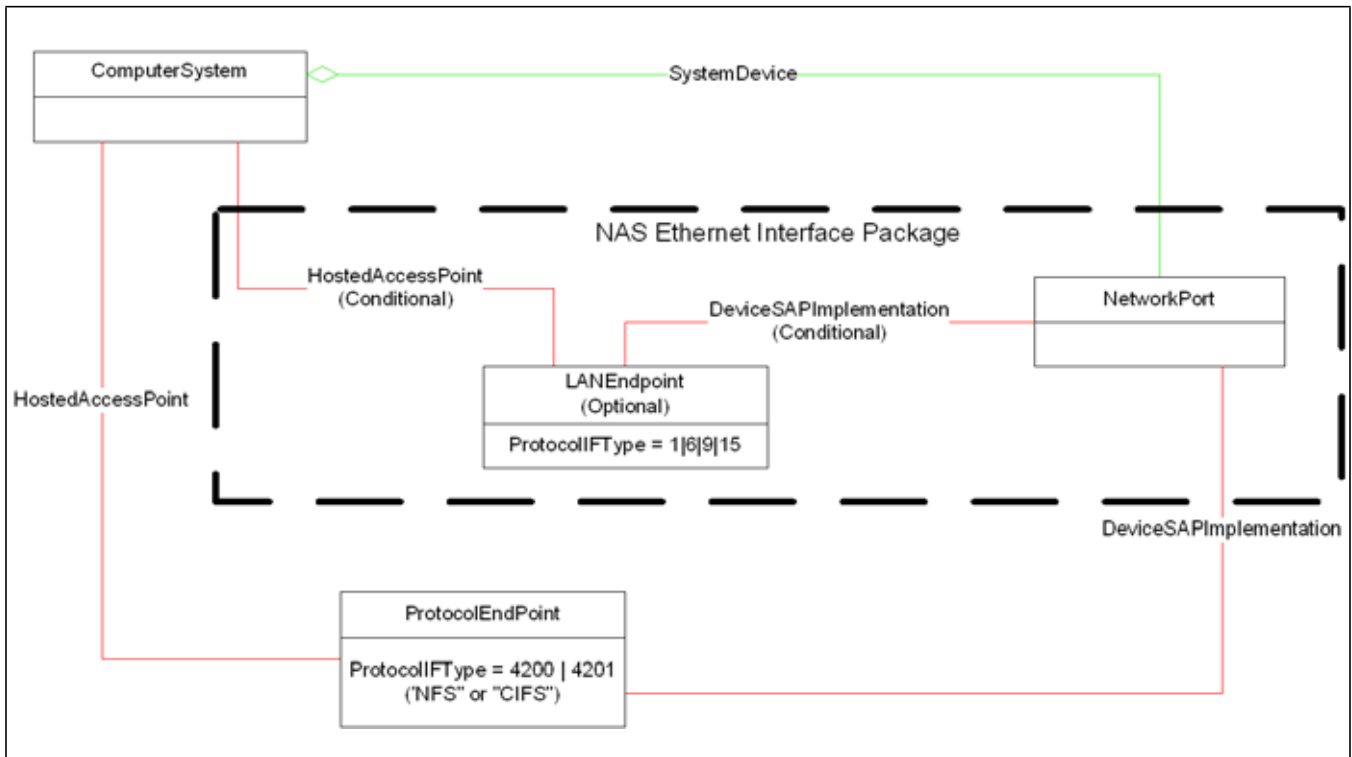 ComputerSystem
SystemDevice
NAS Ethernet Interface Package
HostedAccessPoint
(Conditional)
NetworkPort
DeviceSAPImplementation
(Conditional)
LANEndpoint
(Optional)
ProtocolIFType = 1|6|9|15
HostedAccessPoint
DeviceSAPImplementation
ProtocolEndPoint
ProtocolIFType = 4200 | 4201
("NFS" or "CIFS")